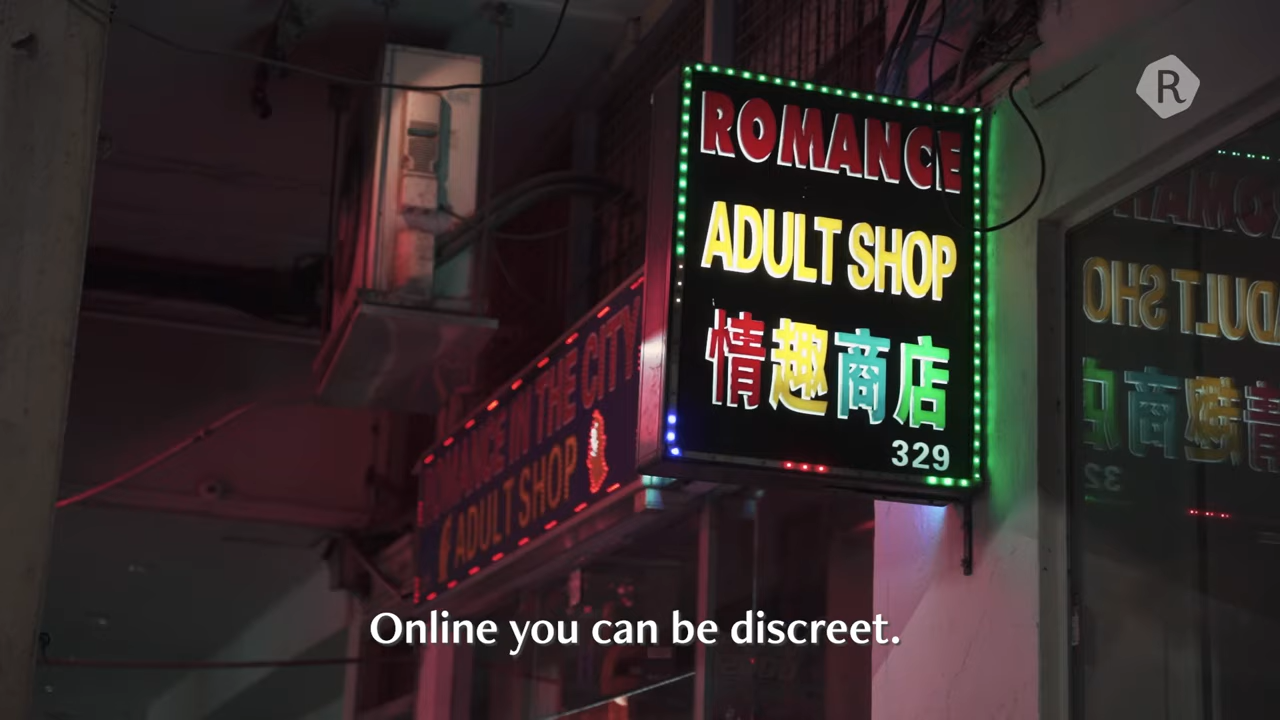 R
ROMANCE
ADULT SHOP
情趣商店
329
ROMANCE IN THE CITY
ADULT SHOP
Online you can be discreet.